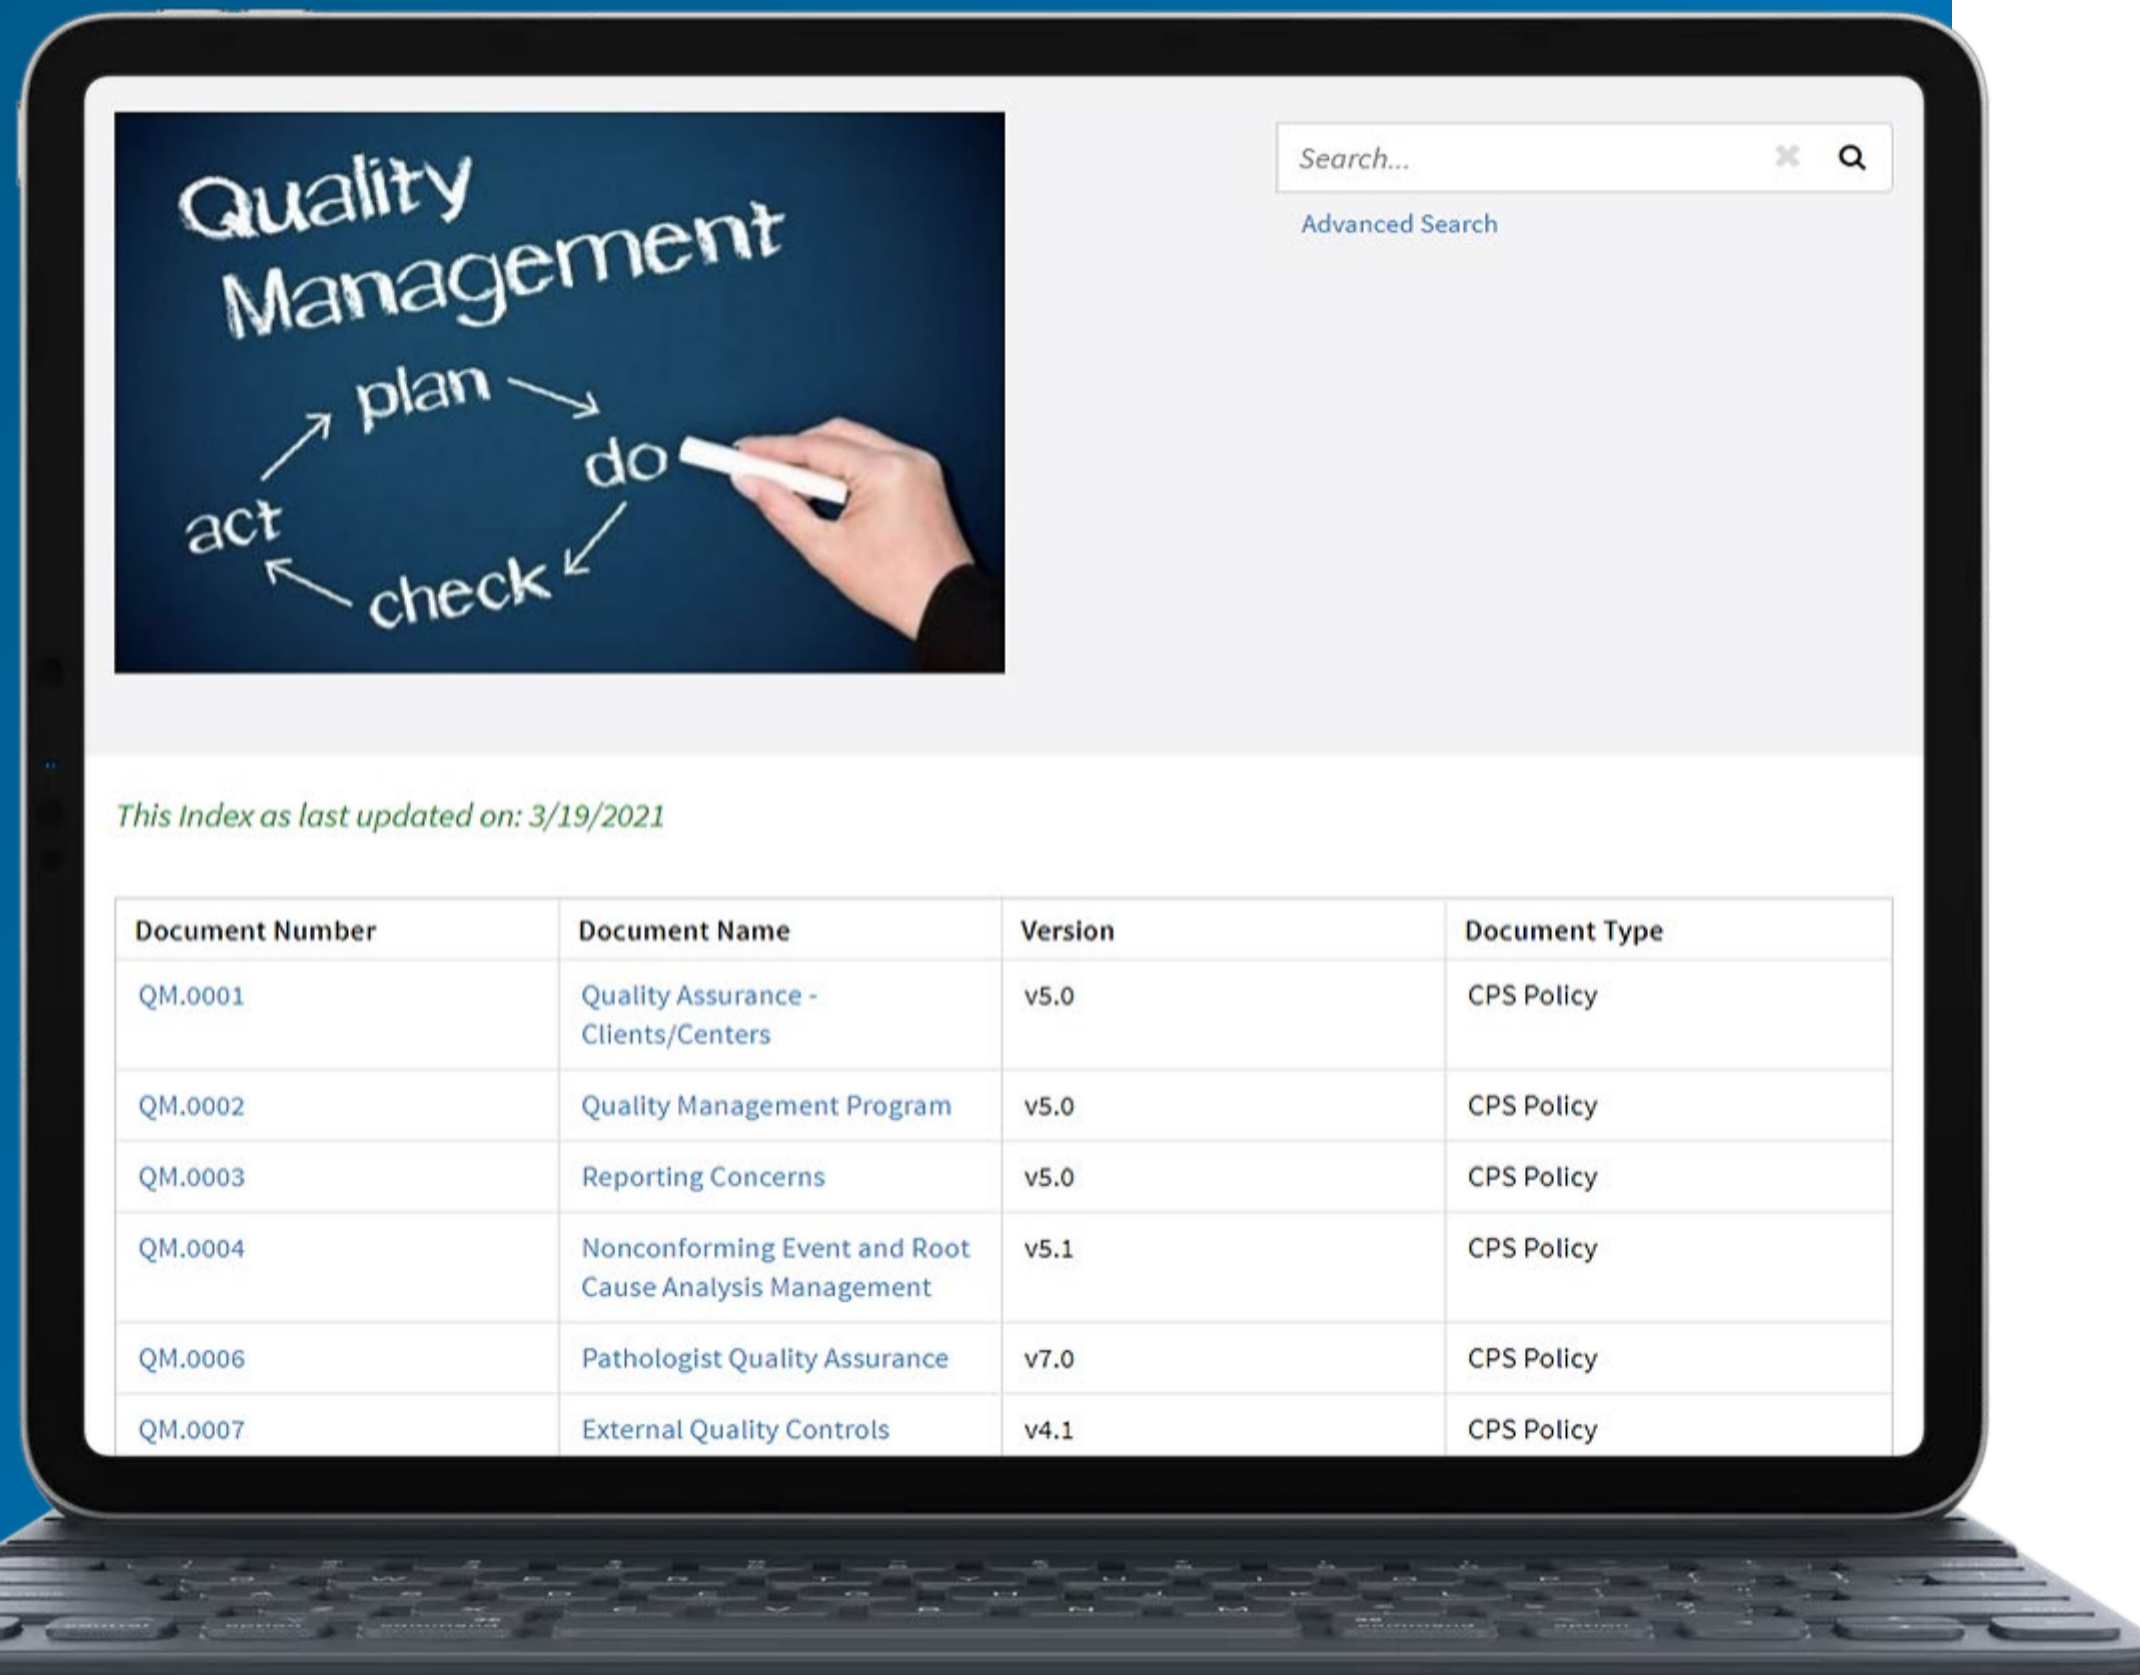 Quality
Management
plan
do
act
check
Search...
Advanced Search
This Index as last updated on: 3/19/2021
Document Number Document Name Version Document Type
QM.0001 Quality Assurance - v5.0 CPS Policy
Clients/Centers
QM.0002 Quality Management Program v5.0 CPS Policy
QM.0003 Reporting Concerns v5.0 CPS Policy
QM.0004 Nonconforming Event and Root v5.1 CPS Policy
Cause Analysis Management
QM.0006 Pathologist Quality Assurance v7.0 CPS Policy
QM.0007 External Quality Controls v4.1 CPS Policy